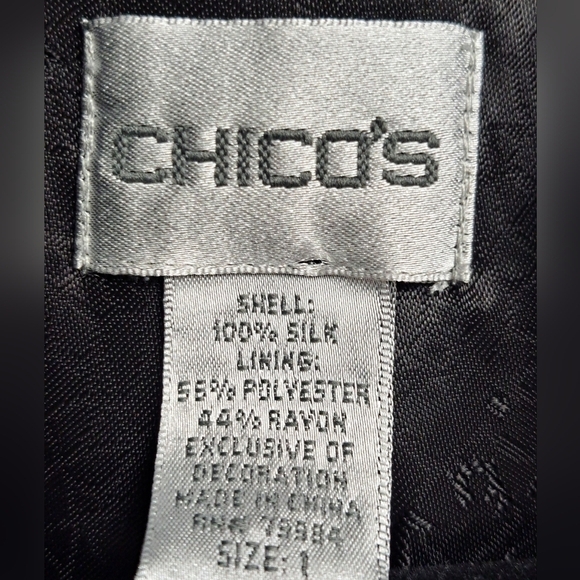 CHICO'S
SHELL:
100% SILK
LINING:
56% POLYESTER
44% RAYON
EXCLUSIVE OF
DECORATION
MADE IN CHINA
RN# 79984
SIZE: 1